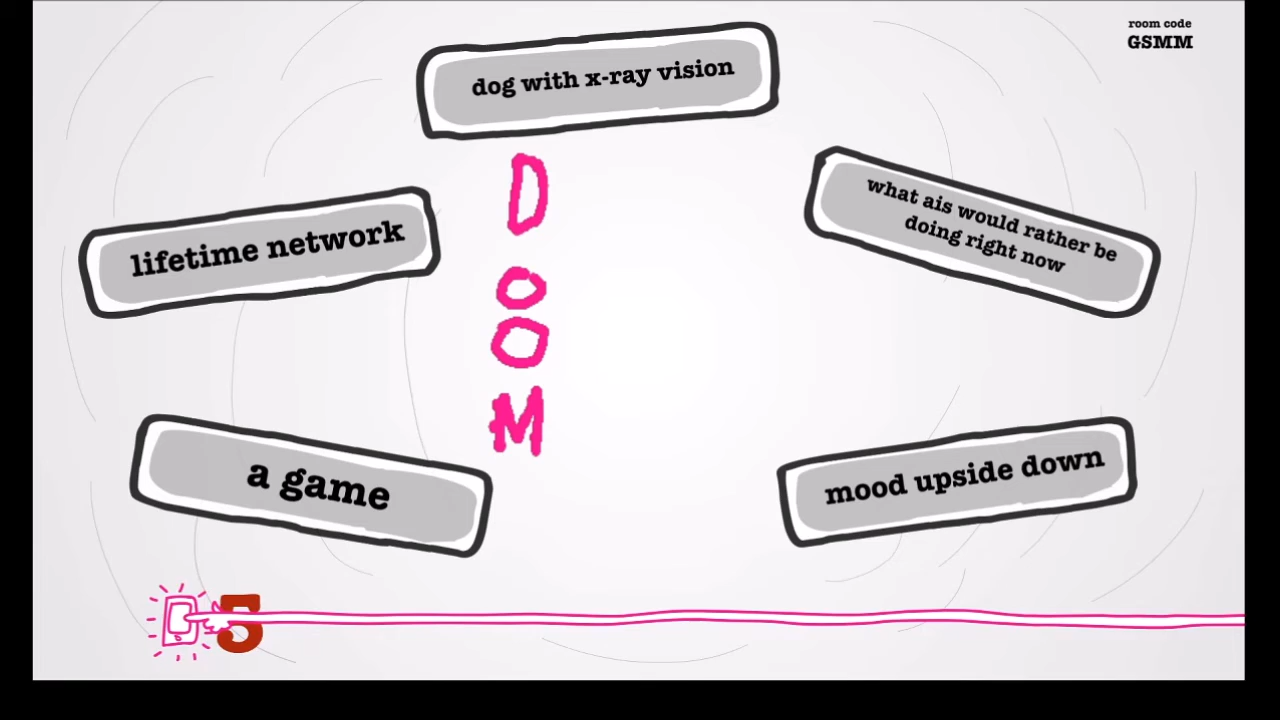 room code
GSMM
dog with x-ray vision
what ais would rather be
doing right now
lifetime network
D
o
O
M
a game
mood upside down
5